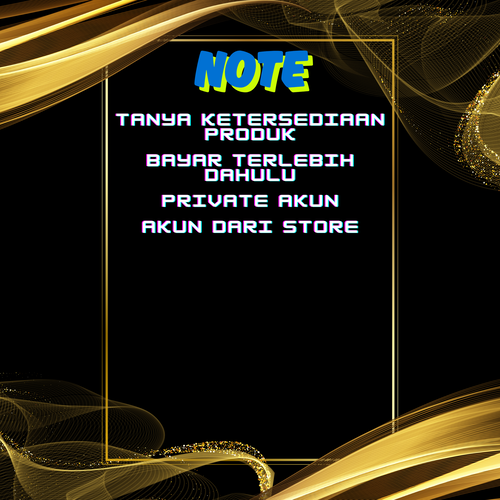 NOTE
TANYA KETERSEDIAAN
PRODUK
BAYAR TERLEBIH
DAHULU
PRIVATE AKUN
AKUN DARI STORE